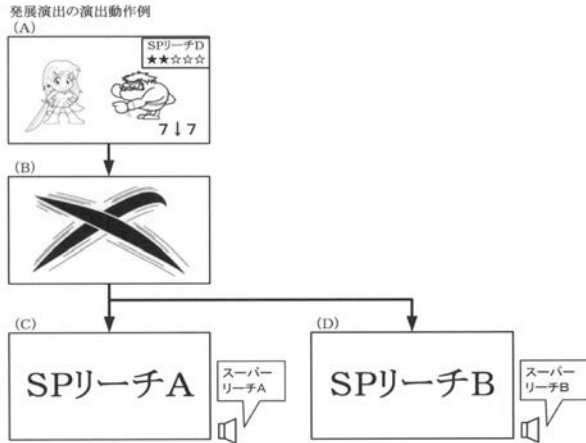 発展演出の演出動作例
(A)
SPリーチD
★★☆☆☆
7↓7
(B)
(C)
SPリーチA
スーパー
リーチA
(D)
SPリーチB
スーパー
リーチB